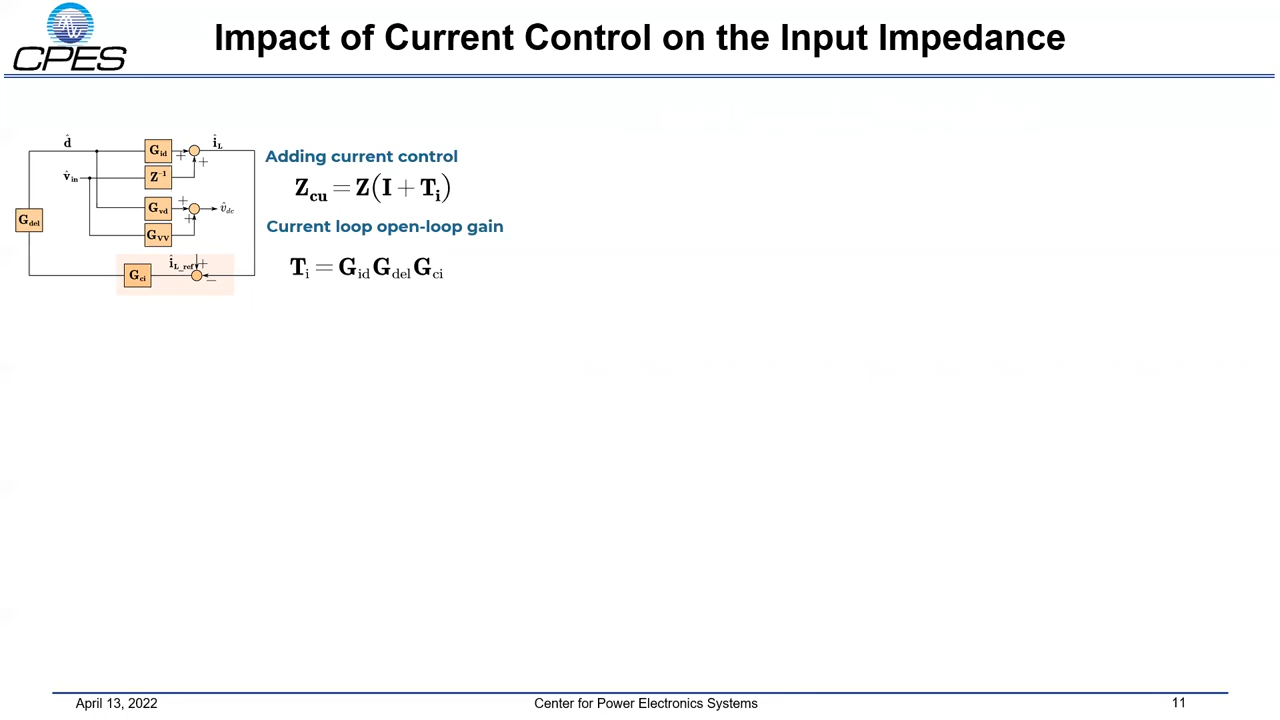 CPES
Impact of Current Control on the Input Impedance
d̂
G_id
+
î_L
+
v̂_in
Z⁻¹
G_vd
+
+
v̂_dc
G_VV
G_del
î_L_ref
+
G_ci
−
Adding current control
Z_cu = Z(I + T_i)
Current loop open-loop gain
T_i = G_id G_del G_ci
April 13, 2022
Center for Power Electronics Systems
11